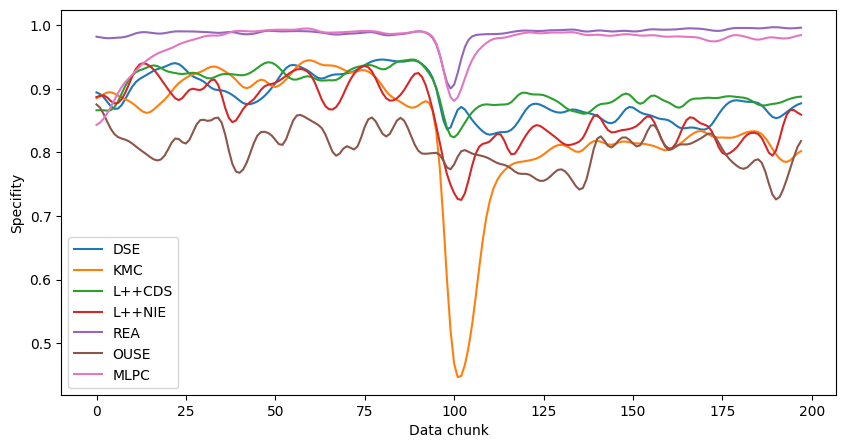 1.0
0.9
0.8
0.7
0.6
0.5
Specifity
DSE
KMC
L++CDS
L++NIE
REA
OUSE
MLPC
0 25 50 75 100 125 150 175 200
Data chunk